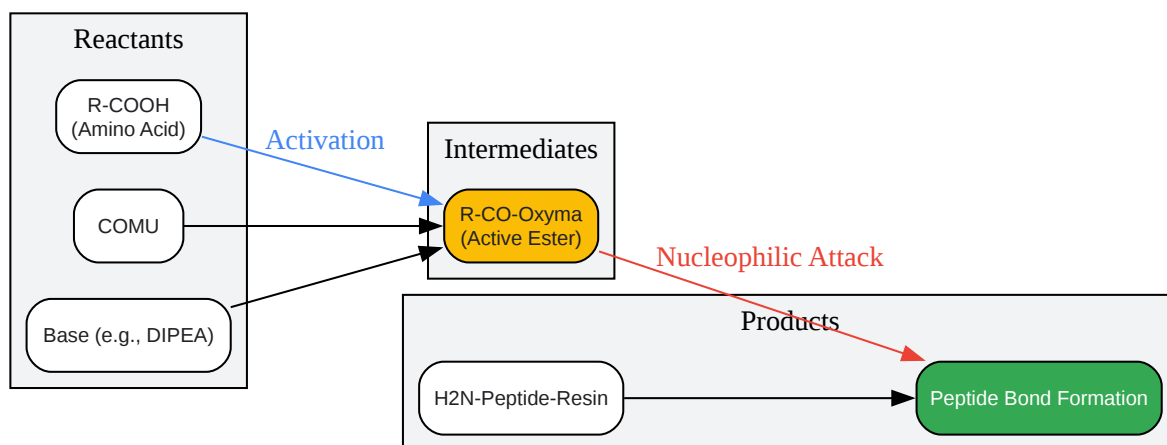 Reactants
R-COOH
(Amino Acid)
Activation
COMU
Base (e.g., DIPEA)
Intermediates
R-CO-Oxyma
(Active Ester)
Nucleophilic Attack
Products
H2N-Peptide-Resin
Peptide Bond Formation